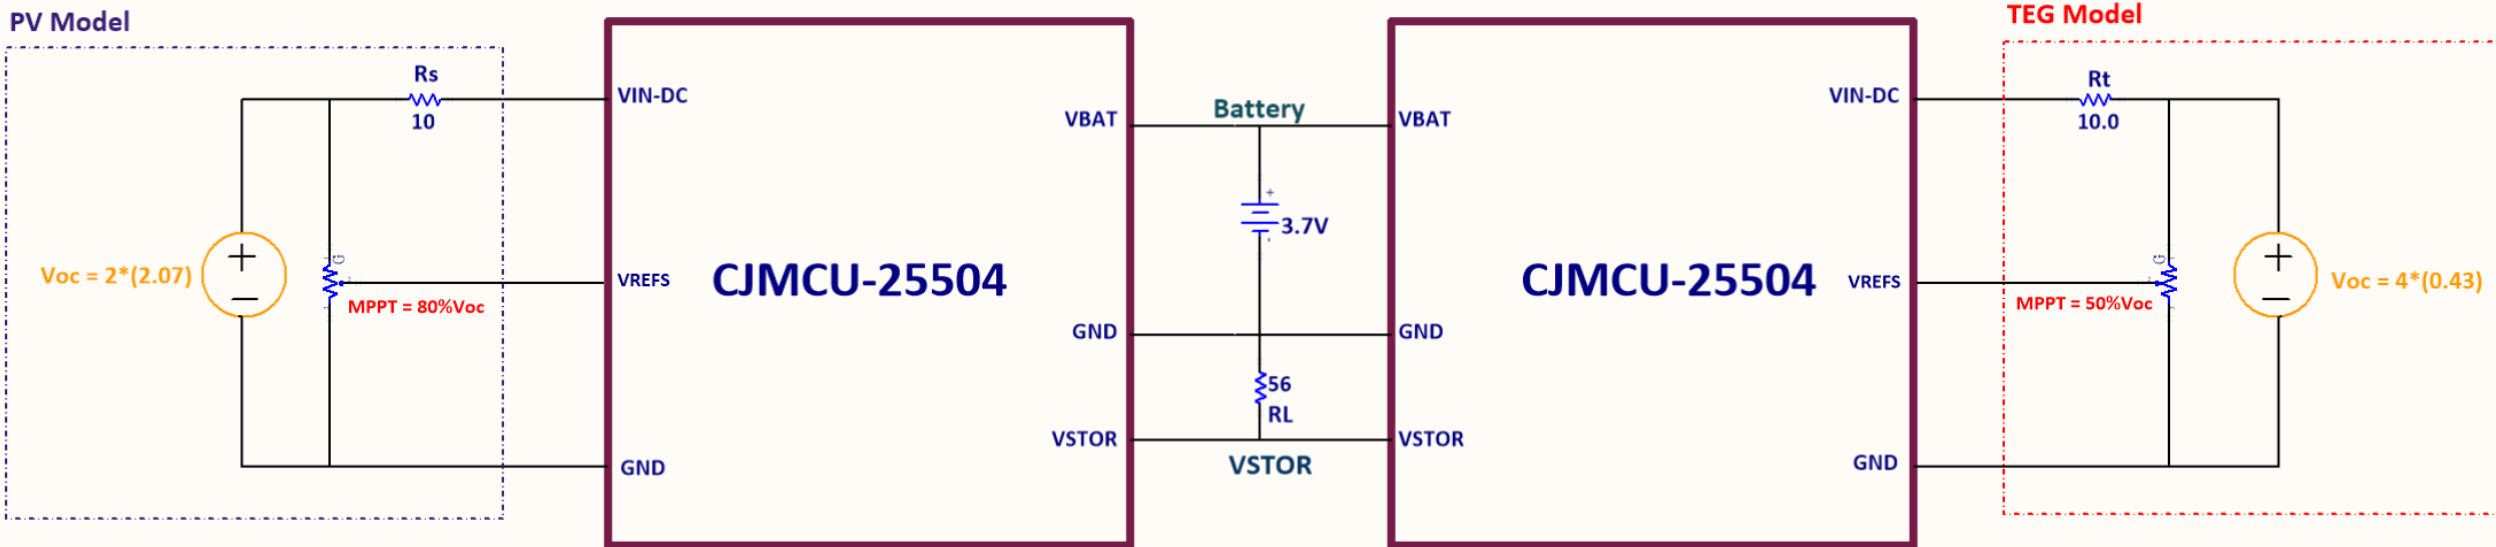 PV Model
TEG Model
Rs
10
VIN-DC
VBAT
Battery
VBAT
VIN-DC
Rt
10.0
+
3.7V
-
Voc = 2*(2.07)
G
MPPT = 80%Voc
VREFS
CJMCU-25504
CJMCU-25504
VREFS
G
MPPT = 50%Voc
Voc = 4*(0.43)
GND
GND
56
RL
VSTOR
VSTOR
VSTOR
GND
GND